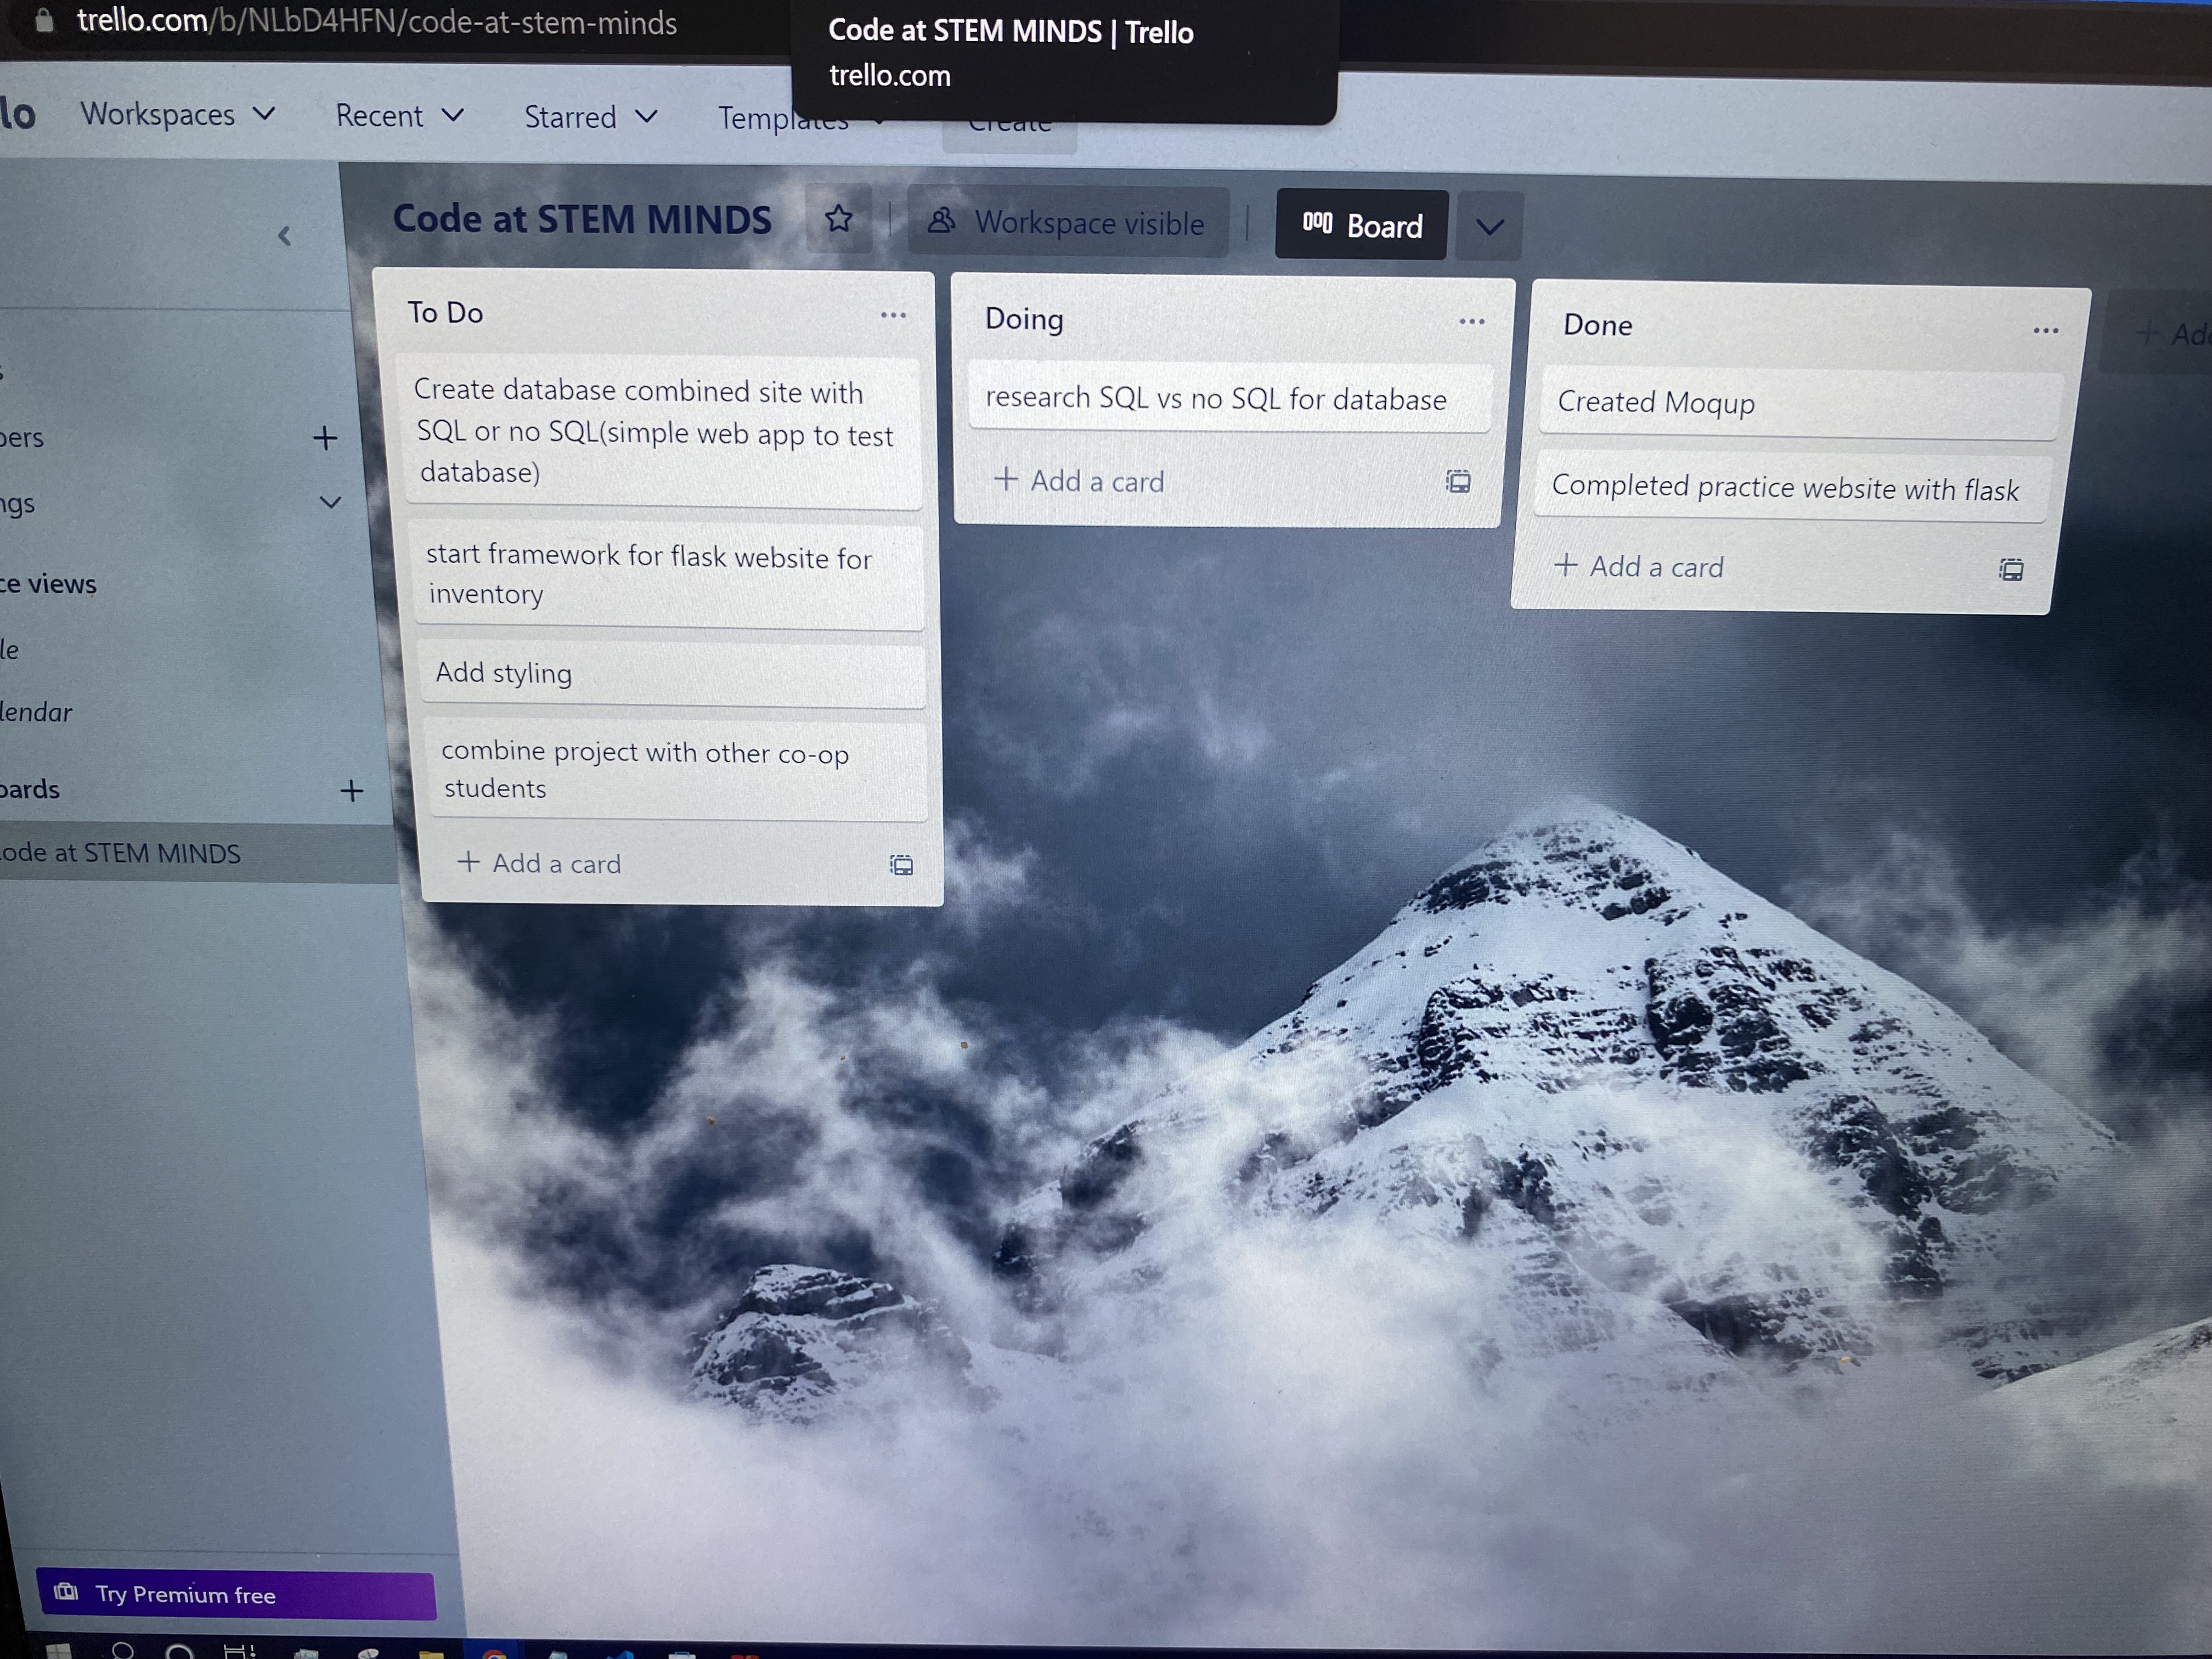 trello.com/b/NLbD4HFN/code-at-stem-minds
Code at STEM MINDS | Trello
trello.com
lo
Workspaces
Recent
Starred
Templates
Create
Code at STEM MINDS
Workspace visible
Board
To Do
Create database combined site with
SQL or no SQL(simple web app to test
database)
start framework for flask website for
inventory
Add styling
combine project with other co-op
students
+ Add a card
Doing
research SQL vs no SQL for database
+ Add a card
Done
Created Moqup
Completed practice website with flask
+ Add a card
+ Add
s
bers
ngs
ce views
le
lendar
oards
ode at STEM MINDS
Try Premium free